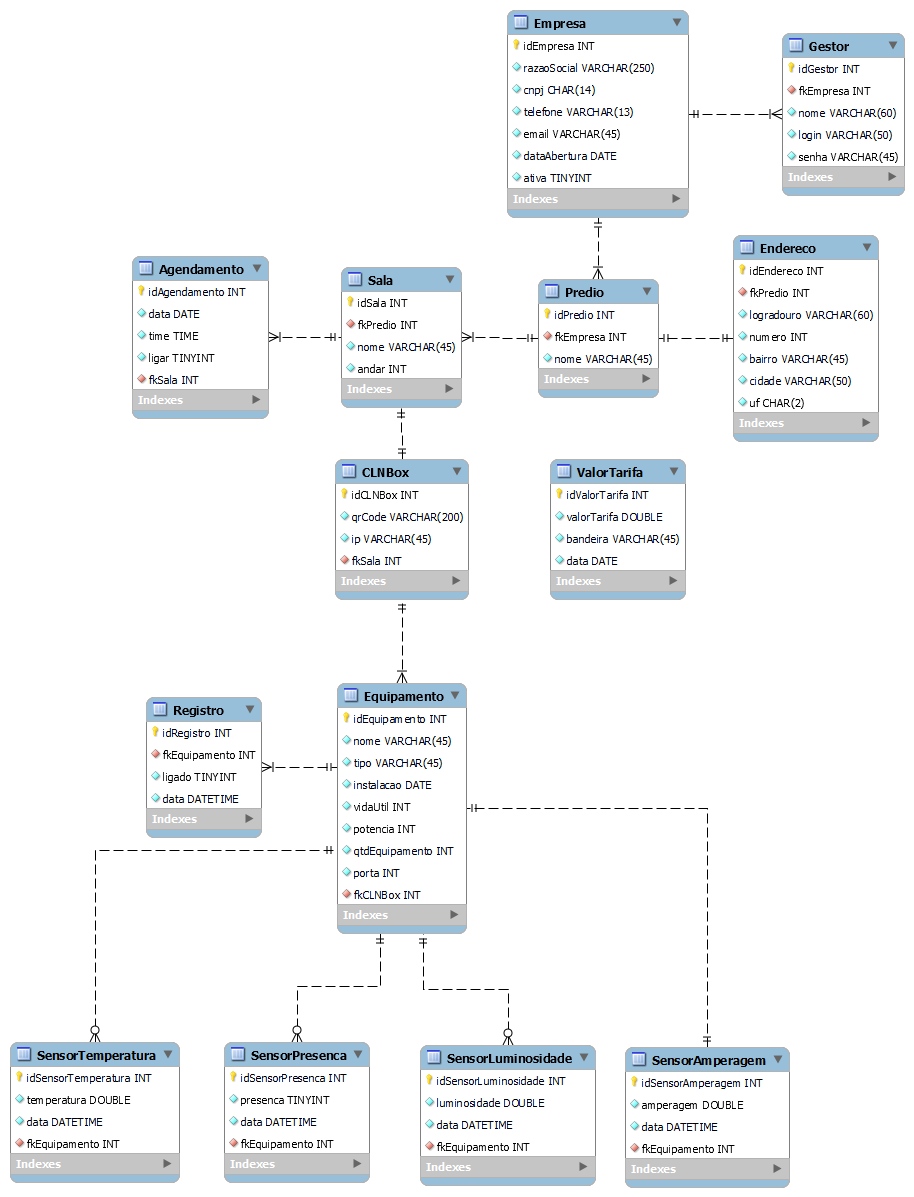 Empresa
idEmpresa INT
razaoSocial VARCHAR(250)
cnpj CHAR(14)
telefone VARCHAR(13)
email VARCHAR(45)
dataAbertura DATE
ativa TINYINT
Indexes
Gestor
idGestor INT
fkEmpresa INT
nome VARCHAR(60)
login VARCHAR(50)
senha VARCHAR(45)
Indexes
Agendamento
idAgendamento INT
data DATE
time TIME
ligar TINYINT
fkSala INT
Indexes
Sala
idSala INT
fkPredio INT
nome VARCHAR(45)
andar INT
Indexes
Predio
idPredio INT
fkEmpresa INT
nome VARCHAR(45)
Indexes
Endereco
idEndereco INT
fkPredio INT
logradouro VARCHAR(60)
numero INT
bairro VARCHAR(45)
cidade VARCHAR(50)
uf CHAR(2)
Indexes
CLNBox
idCLNBox INT
qrCode VARCHAR(200)
ip VARCHAR(45)
fkSala INT
Indexes
ValorTarifa
idValorTarifa INT
valorTarifa DOUBLE
bandeira VARCHAR(45)
data DATE
Indexes
Registro
idRegistro INT
fkEquipamento INT
ligado TINYINT
data DATETIME
Indexes
Equipamento
idEquipamento INT
nome VARCHAR(45)
tipo VARCHAR(45)
instalacao DATE
vidaUtil INT
potencia INT
qtdEquipamento INT
porta INT
fkCLNBox INT
Indexes
SensorTemperatura
idSensorTemperatura INT
temperatura DOUBLE
data DATETIME
fkEquipamento INT
Indexes
SensorPresenca
idSensorPresenca INT
presenca TINYINT
data DATETIME
fkEquipamento INT
Indexes
SensorLuminosidade
idSensorLuminosidade INT
luminosidade DOUBLE
data DATETIME
fkEquipamento INT
Indexes
SensorAmperagem
idSensorAmperagem INT
amperagem DOUBLE
data DATETIME
fkEquipamento INT
Indexes